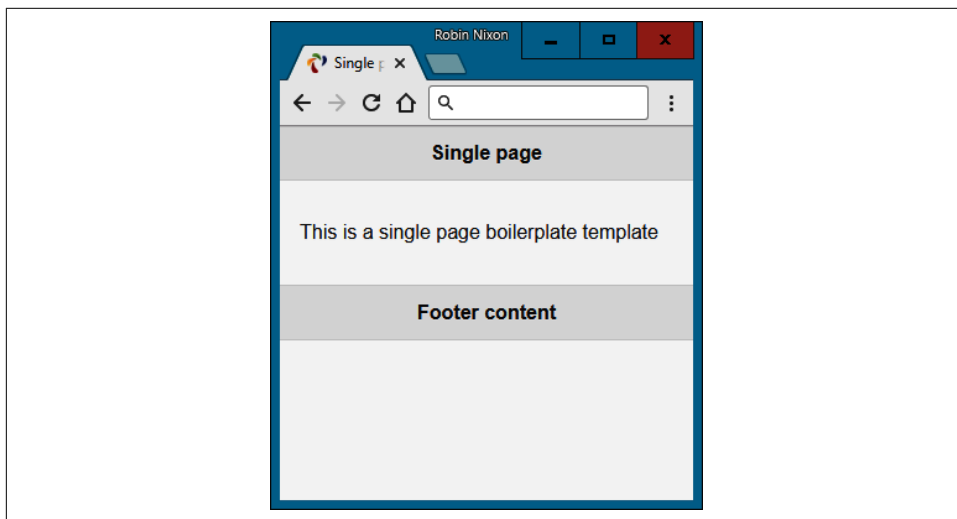 Robin Nixon
Single p
Single page
This is a single page boilerplate template
Footer content